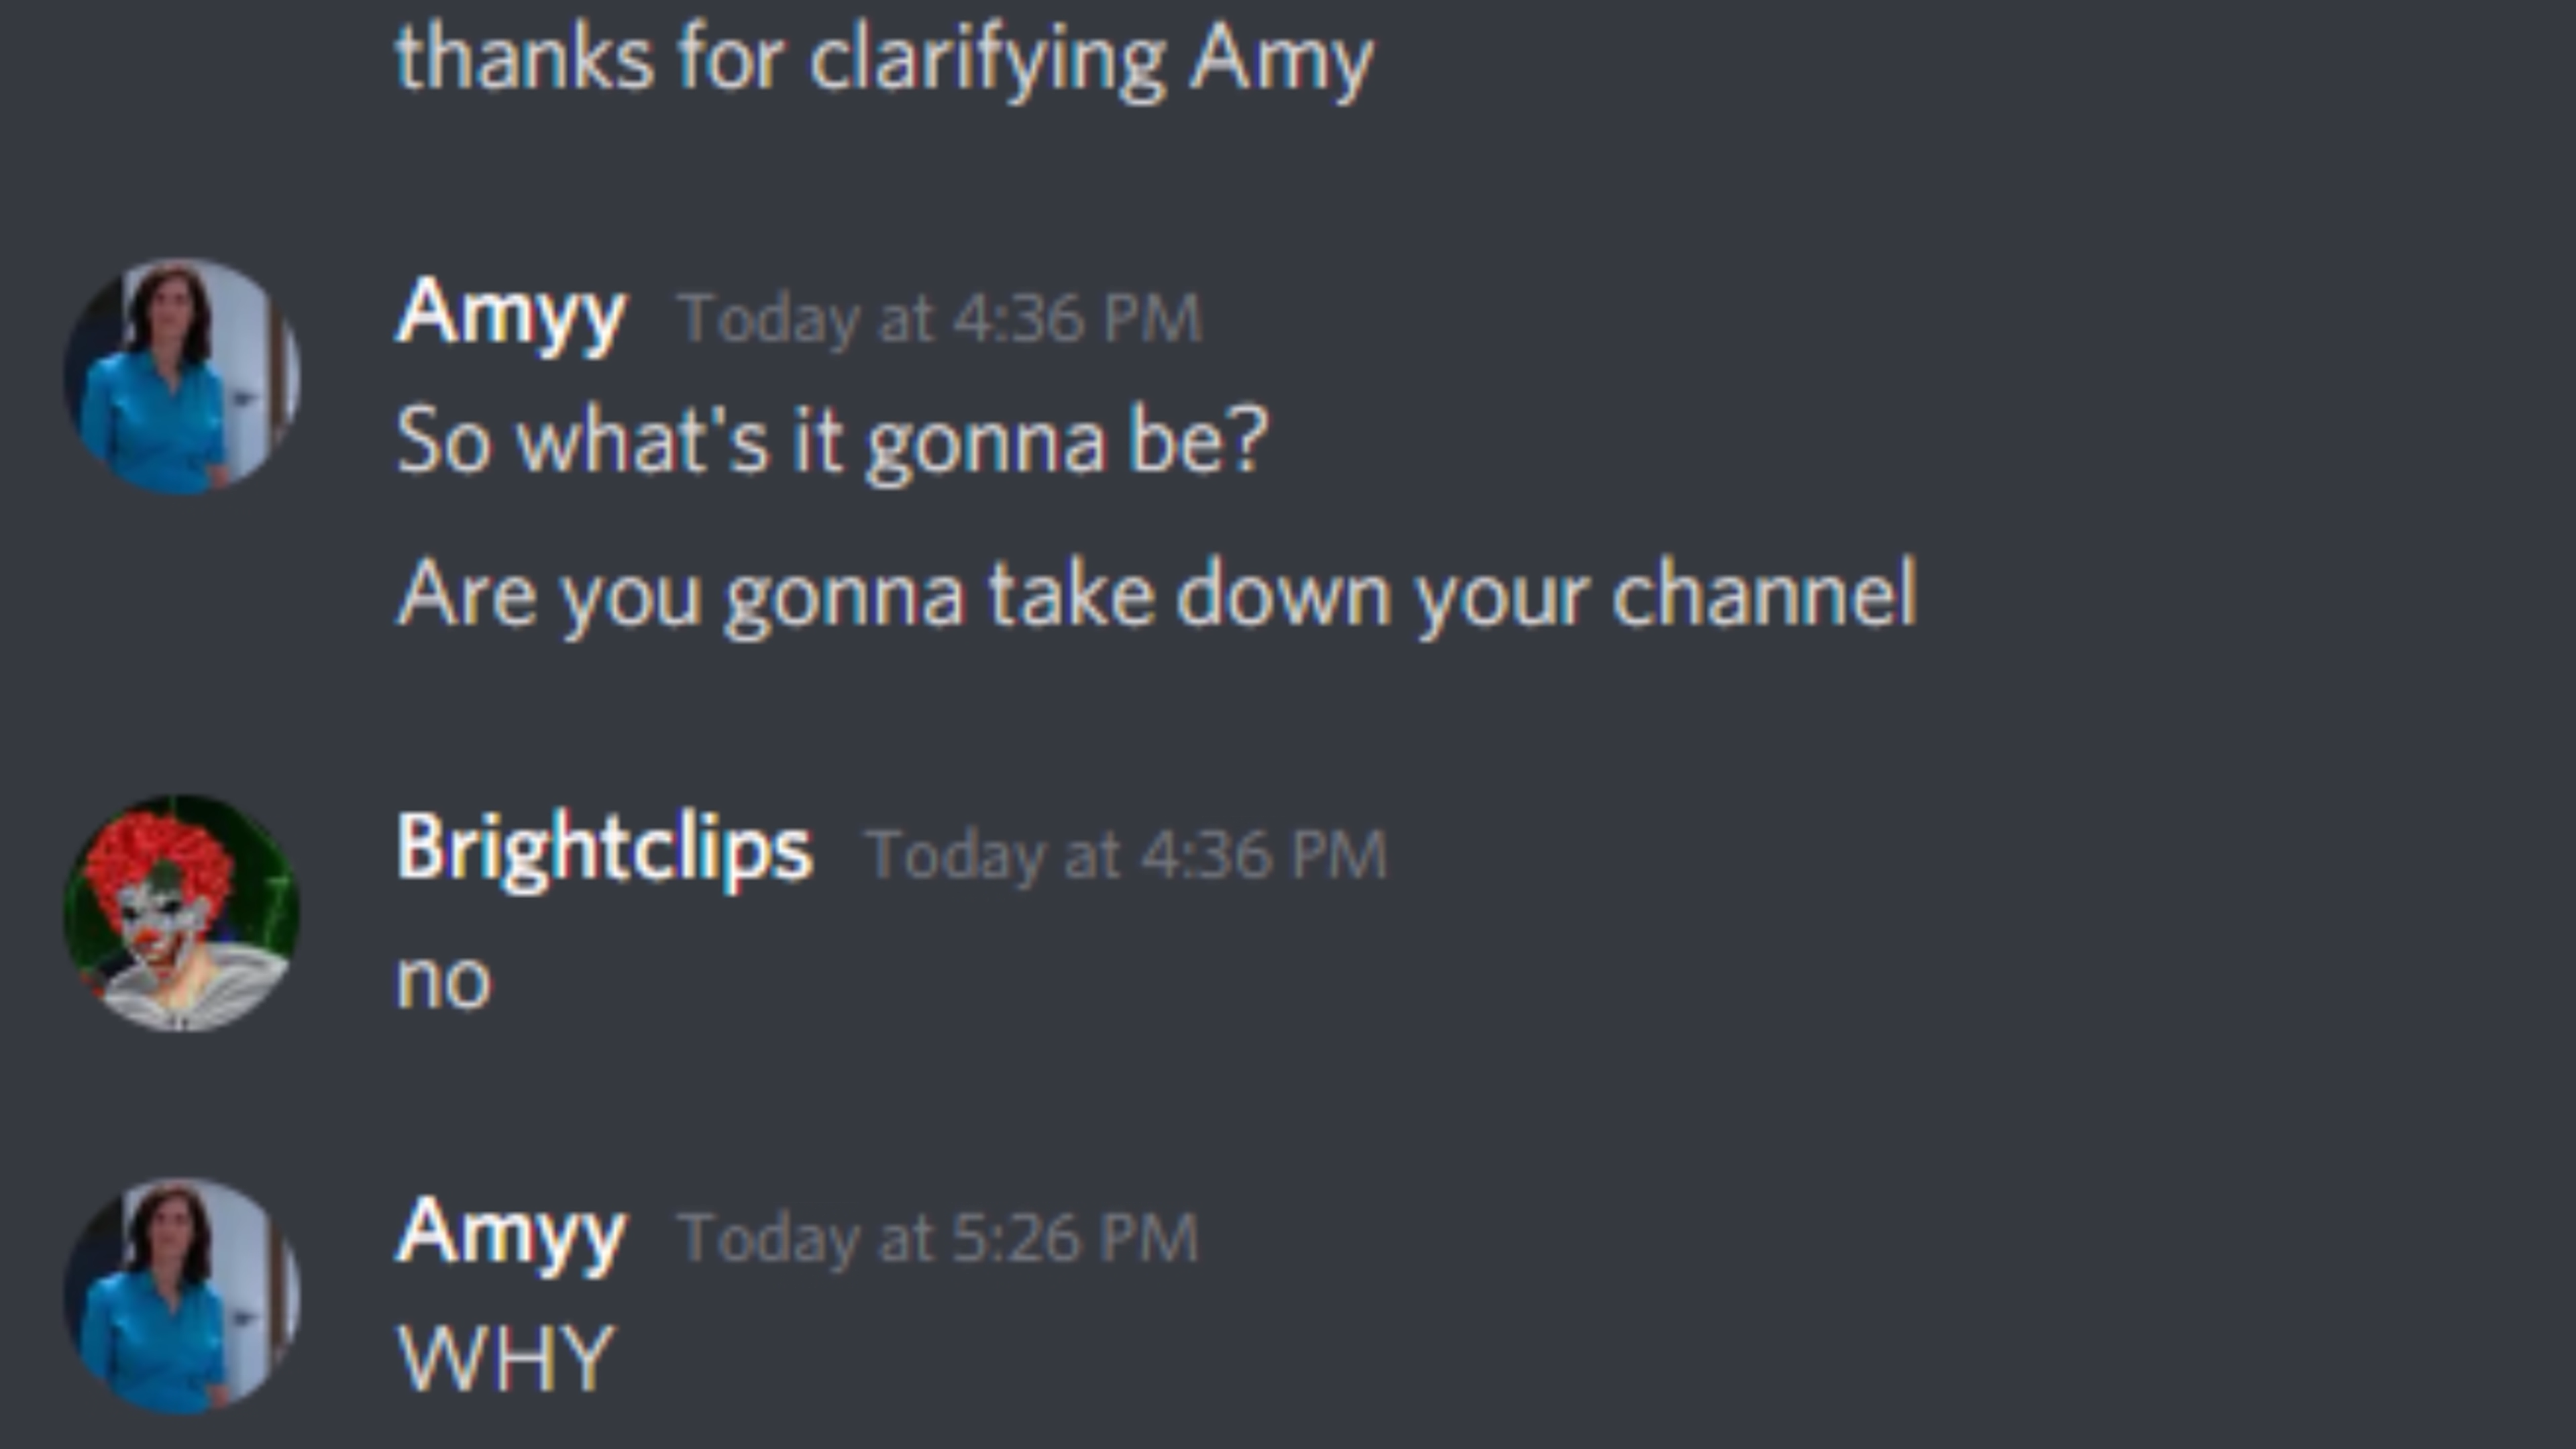 thanks for clarifying Amy
Amyy Today at 4:36 PM
So what's it gonna be?
Are you gonna take down your channel
Brightclips Today at 4:36 PM
no
Amyy Today at 5:26 PM
WHY